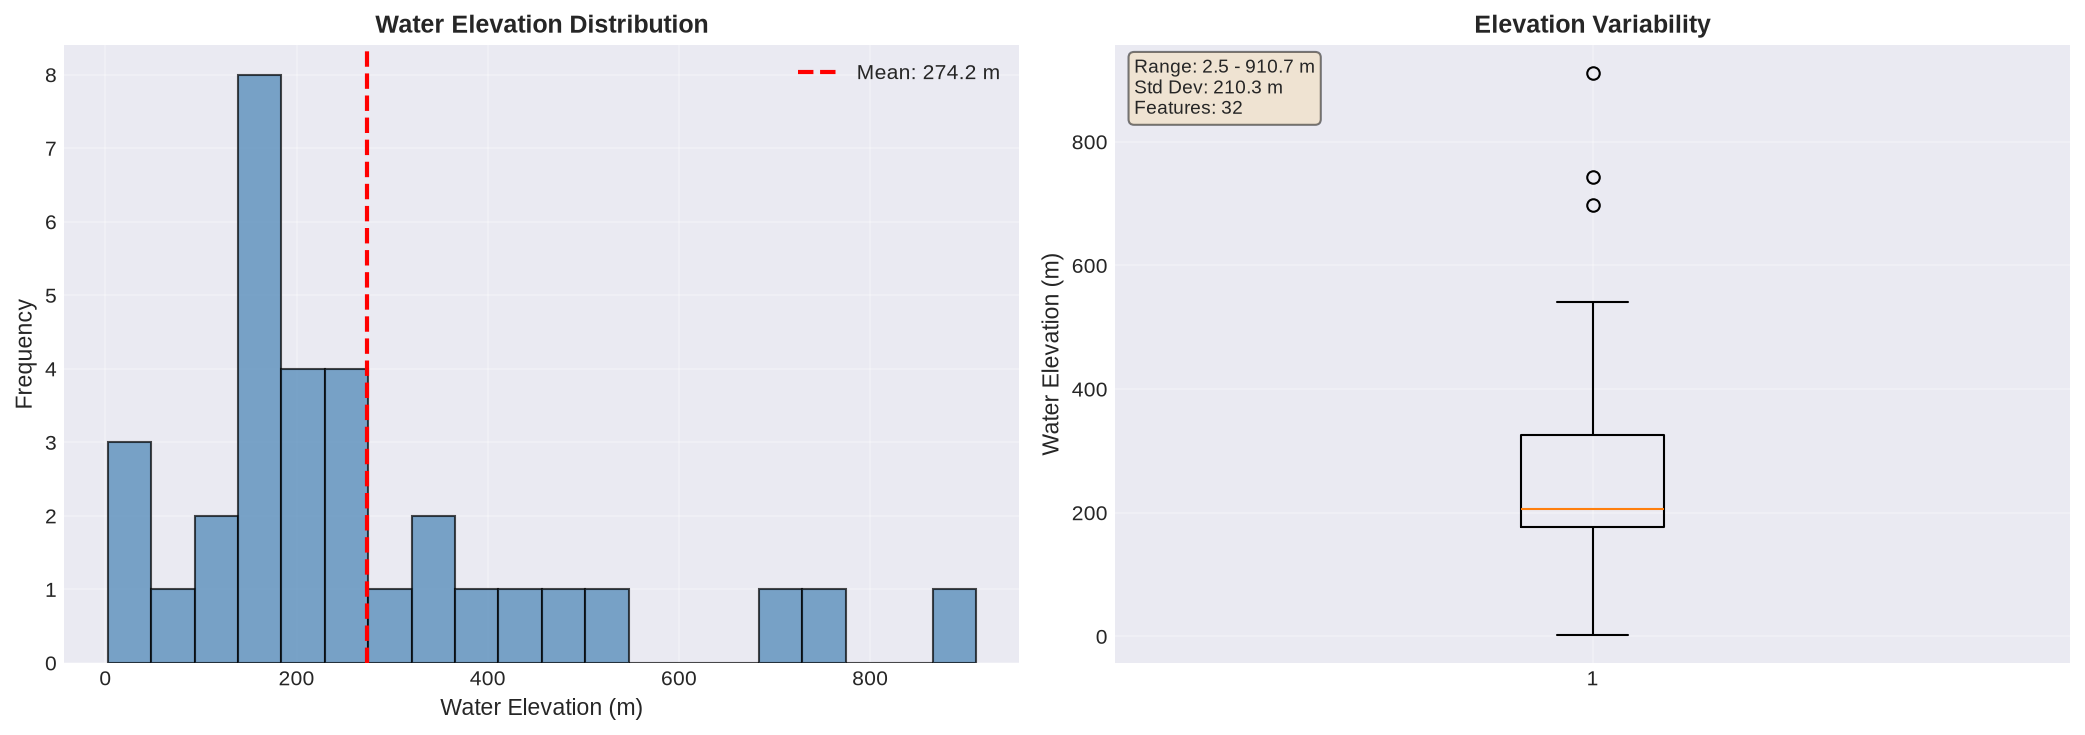 Water Elevation Distribution
Mean: 274.2 m
Frequency
8
7
6
5
4
3
2
1
0
0 200 400 600 800
Water Elevation (m)
Elevation Variability
Range: 2.5 - 910.7 m
Std Dev: 210.3 m
Features: 32
Water Elevation (m)
800
600
400
200
0
1